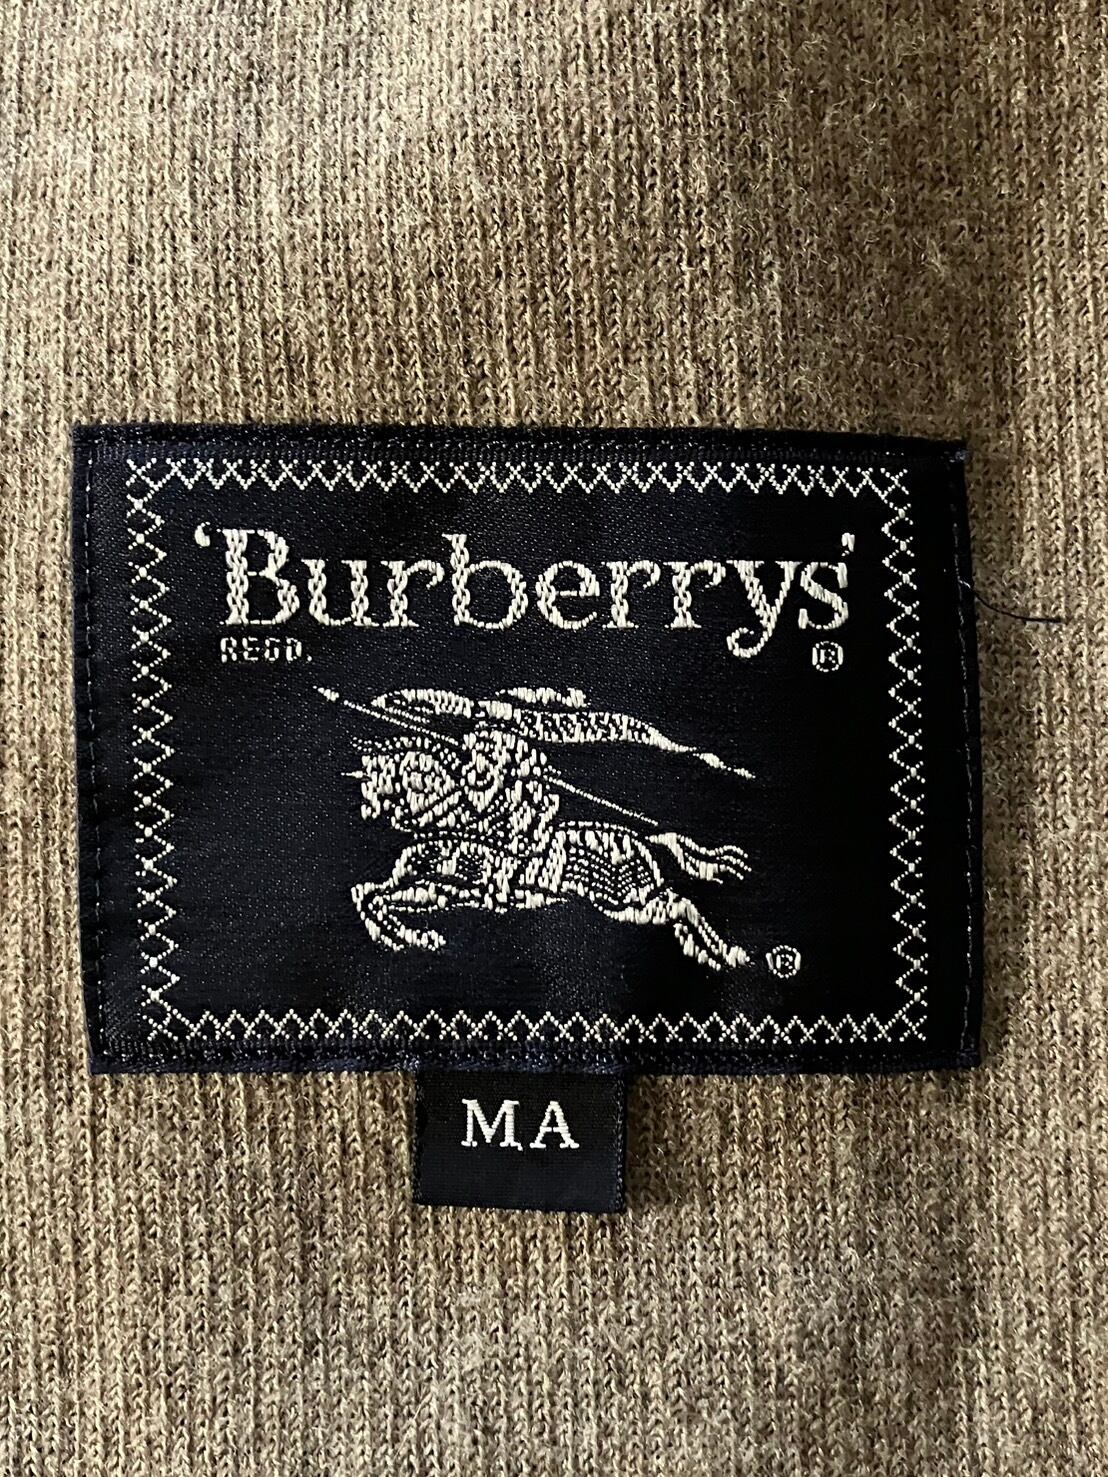 'Burberrys'
REGD. ®
®
MA